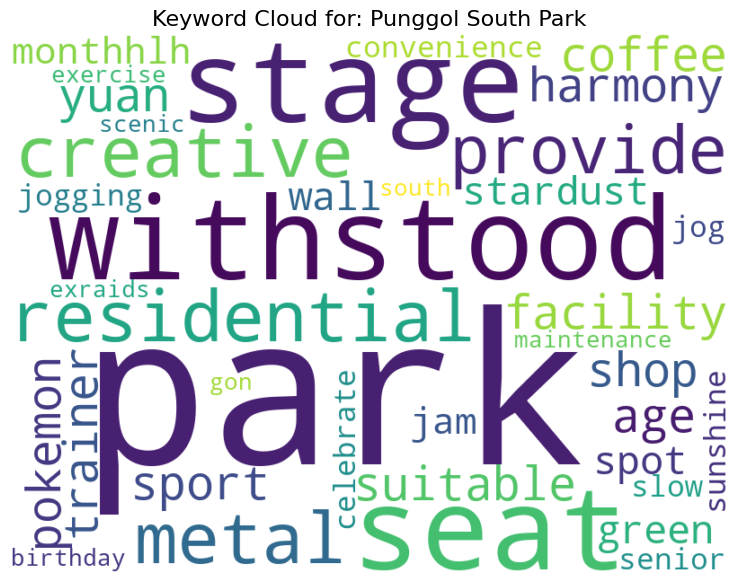 Keyword Cloud for: Punggol South Park
monthhlh
convenience
coffee
exercise
stage
yuan
harmony
scenic
creative
provide
jogging
wall
south
stardust
withstood
jog
exraids
residential
facility
maintenance
park
pokemon
trainer
gon
shop
celebrate
jam
age
sunshine
sport
spot
suitable
slow
seat
metal
green
birthday
senior